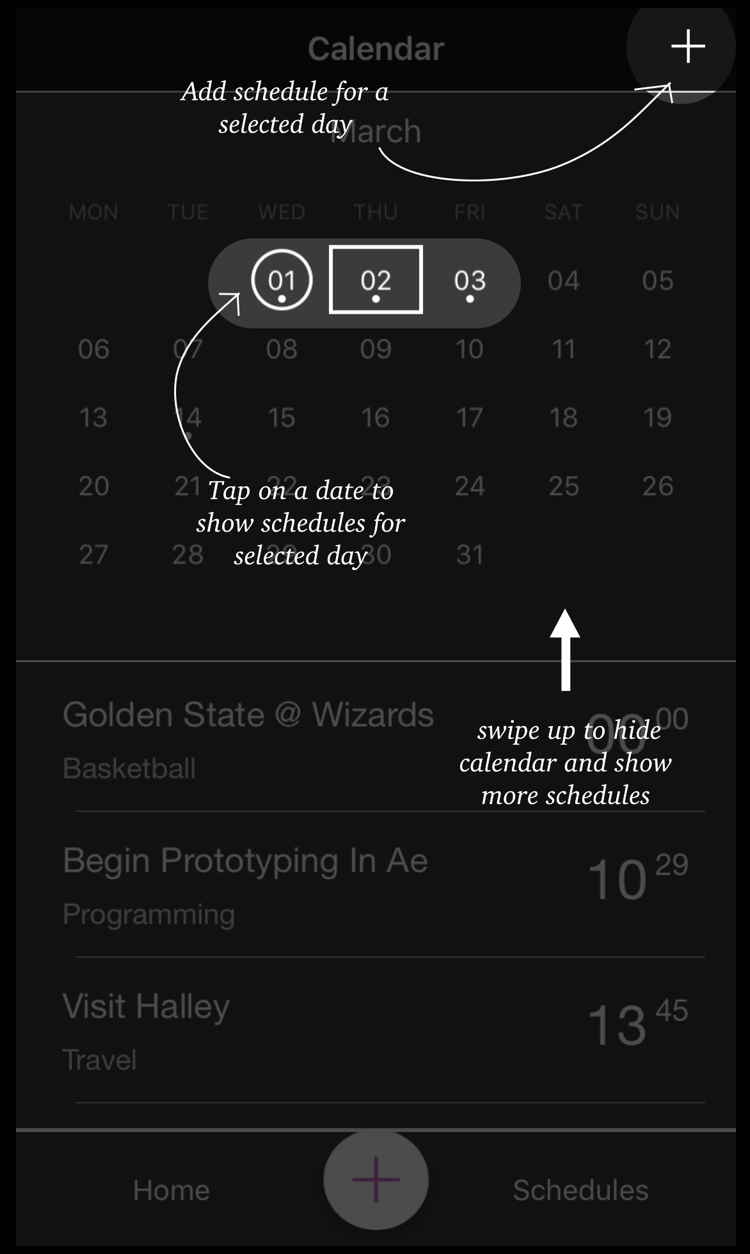 Calendar
Add schedule for a
selected day
March
MON TUE WED THU FRI SAT SUN
01 02 03 04 05
06 07 08 09 10 11 12
13 14 15 16 17 18 19
20 21 22 23 24 25 26
27 28 29 30 31
Tap on a date to
show schedules for
selected day
swipe up to hide
calendar and show
more schedules
Golden State @ Wizards 00 00
Basketball
Begin Prototyping In Ae 10 29
Programming
Visit Halley 13 45
Travel
Home Schedules